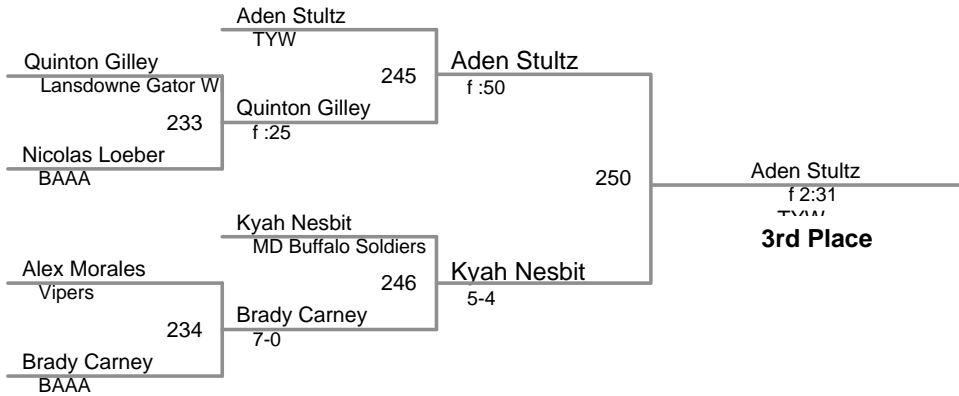 Aden Stultz
TYW
Quinton Gilley
Lansdowne Gator W
245
Aden Stultz
f :50
233
Quinton Gilley
f :25
Nicolas Loeber
BAAA
250
Aden Stultz
f 2:31
TYW
3rd Place
Kyah Nesbit
MD Buffalo Soldiers
Alex Morales
Vipers
246
Kyah Nesbit
5-4
234
Brady Carney
7-0
Brady Carney
BAAA